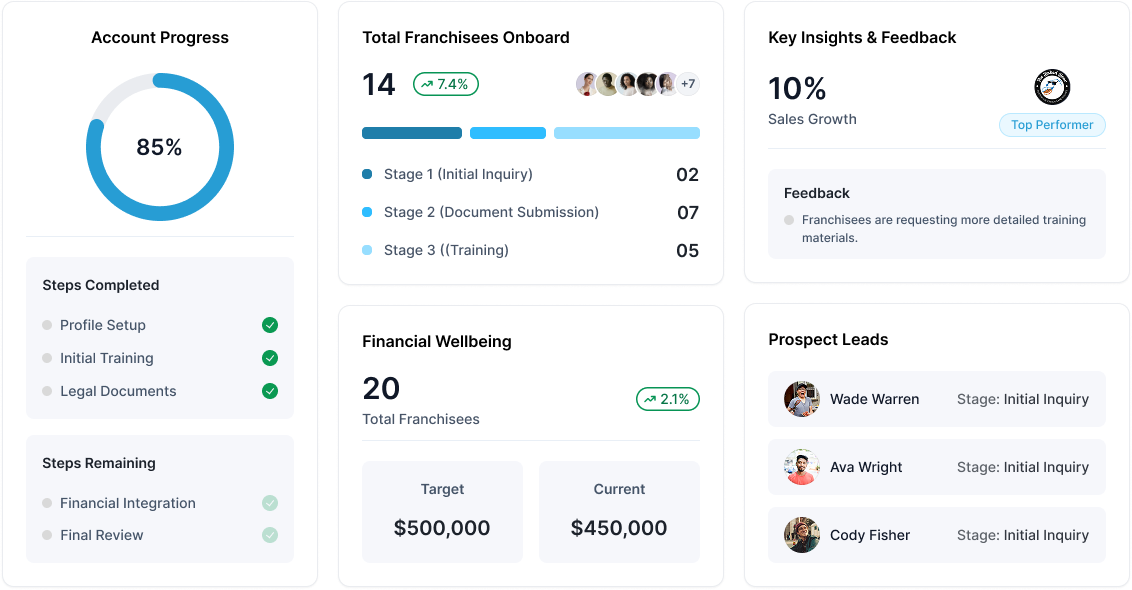 Account Progress
85%
Steps Completed
Profile Setup
Initial Training
Legal Documents
Steps Remaining
Financial Integration
Final Review
Total Franchisees Onboard
14
7.4%
+7
Stage 1 (Initial Inquiry)
02
Stage 2 (Document Submission)
07
Stage 3 ((Training)
05
Financial Wellbeing
20
2.1%
Total Franchisees
Target
Current
$500,000
$450,000
Key Insights & Feedback
10%
Sales Growth
Top Performer
Feedback
Franchisees are requesting more detailed training
materials.
Prospect Leads
Wade Warren
Stage: Initial Inquiry
Ava Wright
Stage: Initial Inquiry
Cody Fisher
Stage: Initial Inquiry